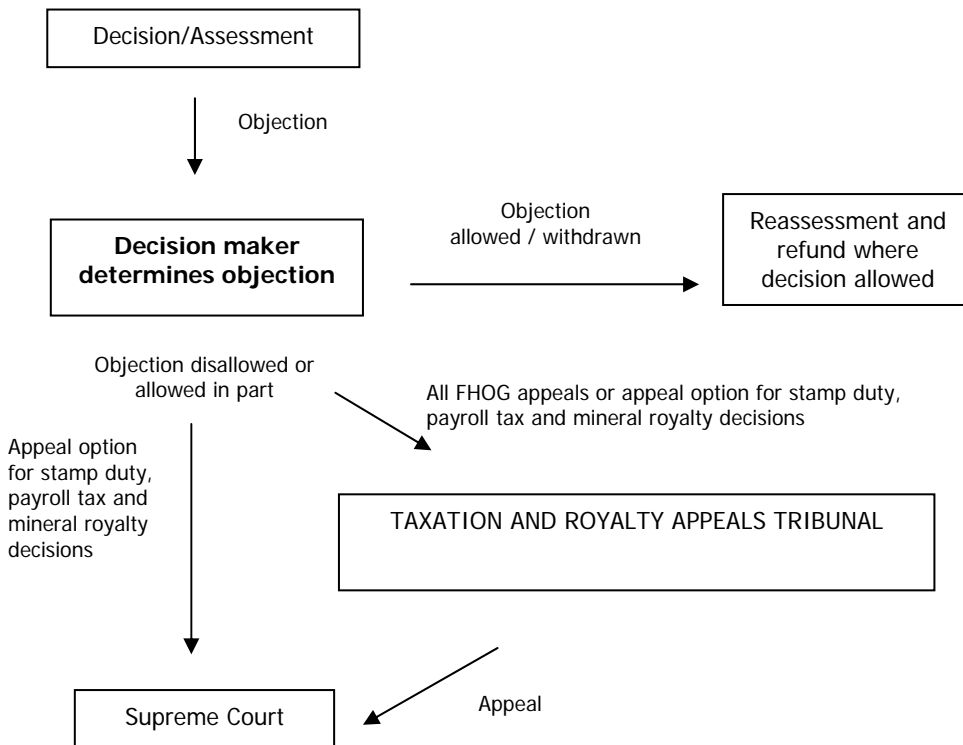 Decision/Assessment
Objection
Decision maker
determines objection
Objection
allowed / withdrawn
Reassessment and
refund where
decision allowed
Objection disallowed or
allowed in part
All FHOG appeals or appeal option for stamp duty,
payroll tax and mineral royalty decisions
Appeal option
for stamp duty,
payroll tax and
mineral royalty
decisions
TAXATION AND ROYALTY APPEALS TRIBUNAL
Supreme Court
Appeal